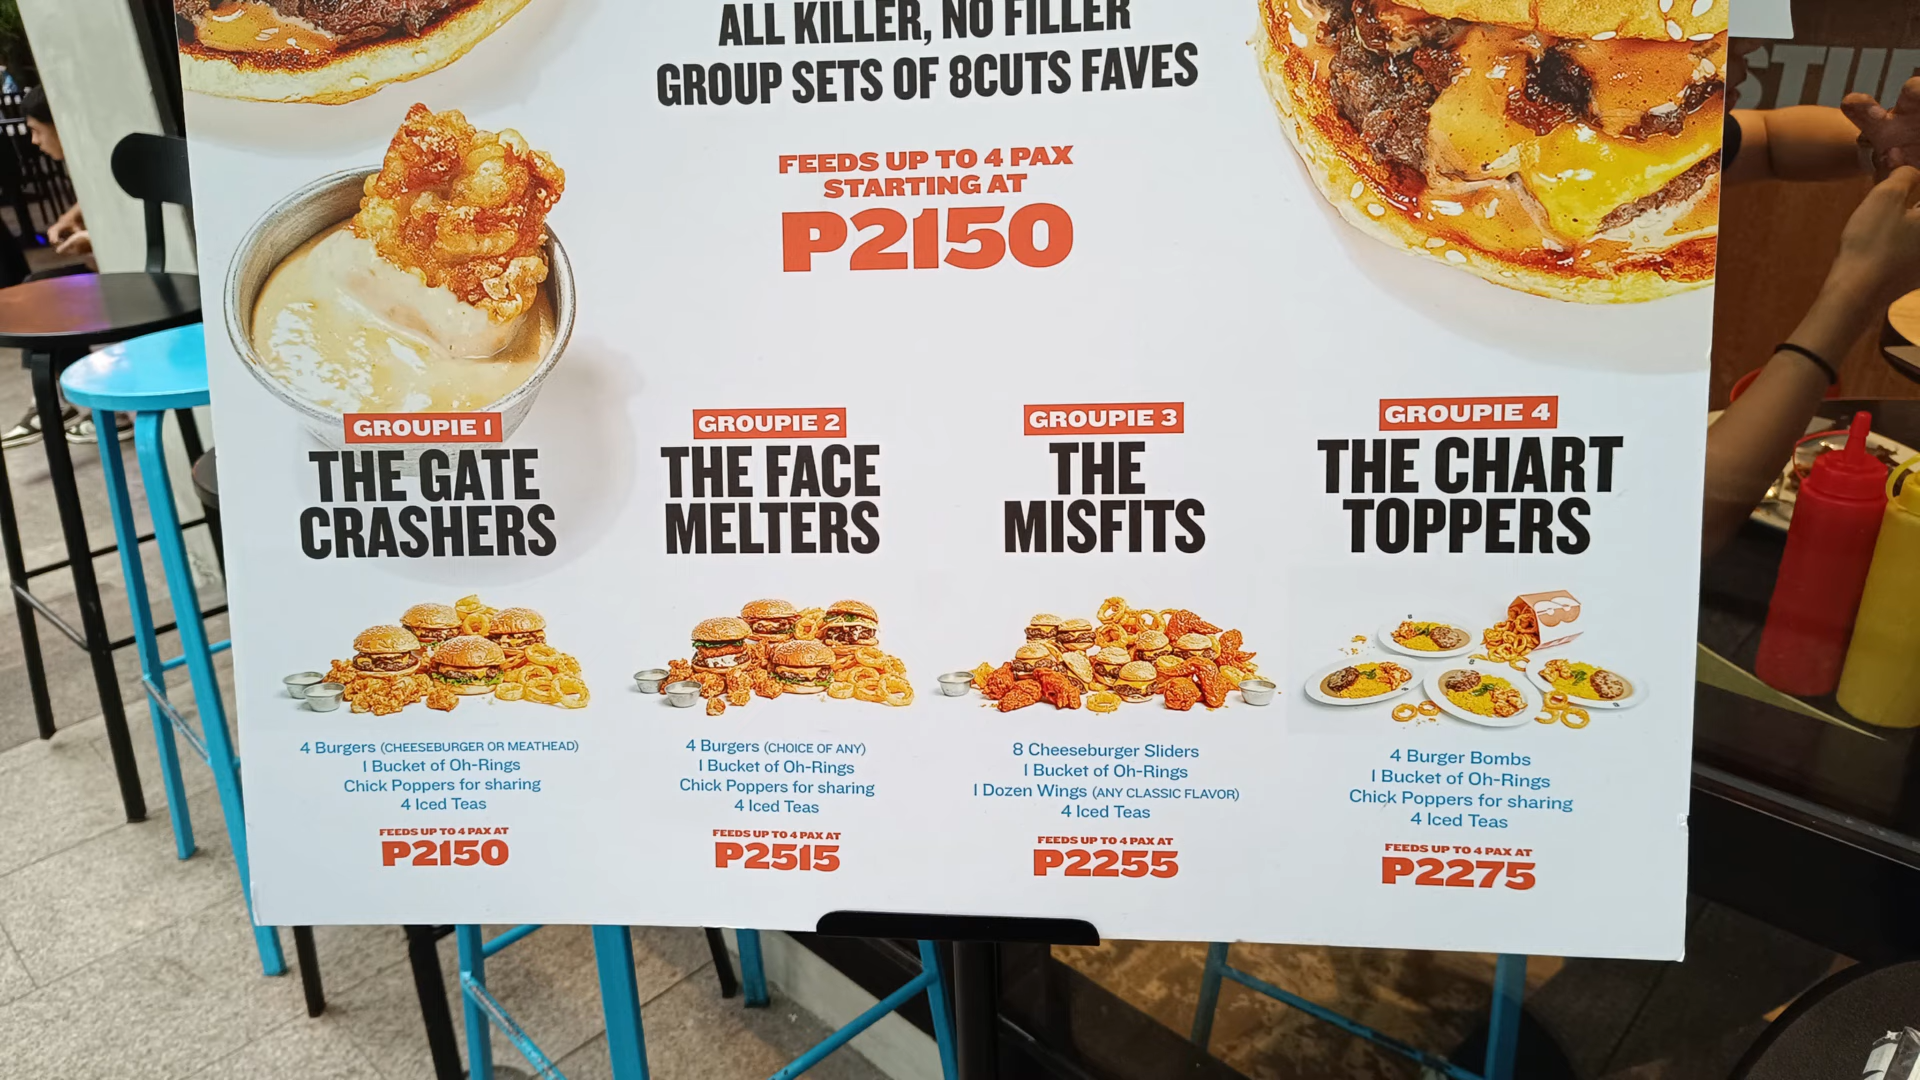 ALL KILLER, NO FILLER
GROUP SETS OF 8CUTS FAVES
FEEDS UP TO 4 PAX
STARTING AT
P2150
GROUPIE 1
THE GATE
CRASHERS
4 Burgers (CHEESEBURGER OR MEATHEAD)
1 Bucket of Oh-Rings
Chick Poppers for sharing
4 Iced Teas
FEEDS UP TO 4 PAX AT
P2150
GROUPIE 2
THE FACE
MELTERS
4 Burgers (CHOICE OF ANY)
1 Bucket of Oh-Rings
Chick Poppers for sharing
4 Iced Teas
FEEDS UP TO 4 PAX AT
P2515
GROUPIE 3
THE
MISFITS
8 Cheeseburger Sliders
1 Bucket of Oh-Rings
1 Dozen Wings (ANY CLASSIC FLAVOR)
4 Iced Teas
FEEDS UP TO 4 PAX AT
P2255
GROUPIE 4
THE CHART
TOPPERS
4 Burger Bombs
1 Bucket of Oh-Rings
Chick Poppers for sharing
4 Iced Teas
FEEDS UP TO 4 PAX AT
P2275